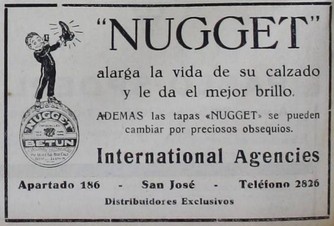 "NUGGET"
alarga la vida de su calzado
y le da el mejor brillo.
ADEMAS las tapas «NUGGET» se pueden
cambiar por preciosos obsequios.
NUGGET
BETUN
International Agencies
Apartado 186 - San José - Teléfono 2826
Distribuidores Exclusivos